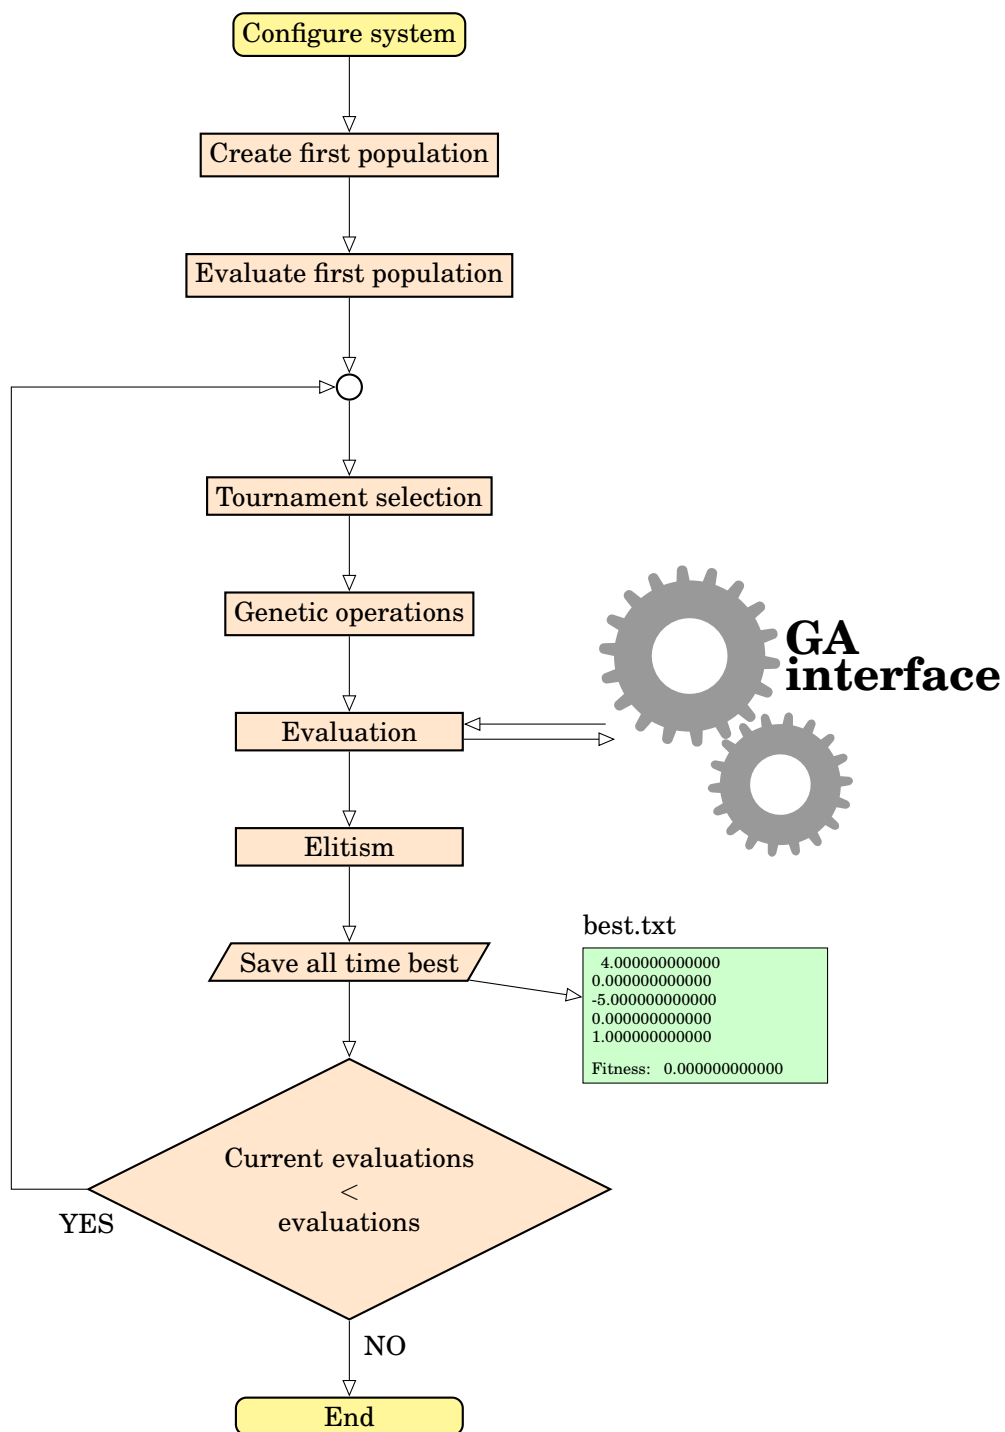 Configure system
Create first population
Evaluate first population
Tournament selection
Genetic operations
GA
interface
Evaluation
Elitism
best.txt
Save all time best
4.000000000000
0.000000000000
-5.000000000000
0.000000000000
1.000000000000
Fitness: 0.000000000000
Current evaluations
<
evaluations
YES
NO
End